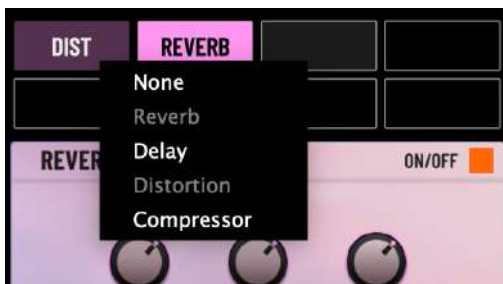 DIST REVERB
None
Reverb
Delay
Distortion
Compressor
REVER ON/OFF